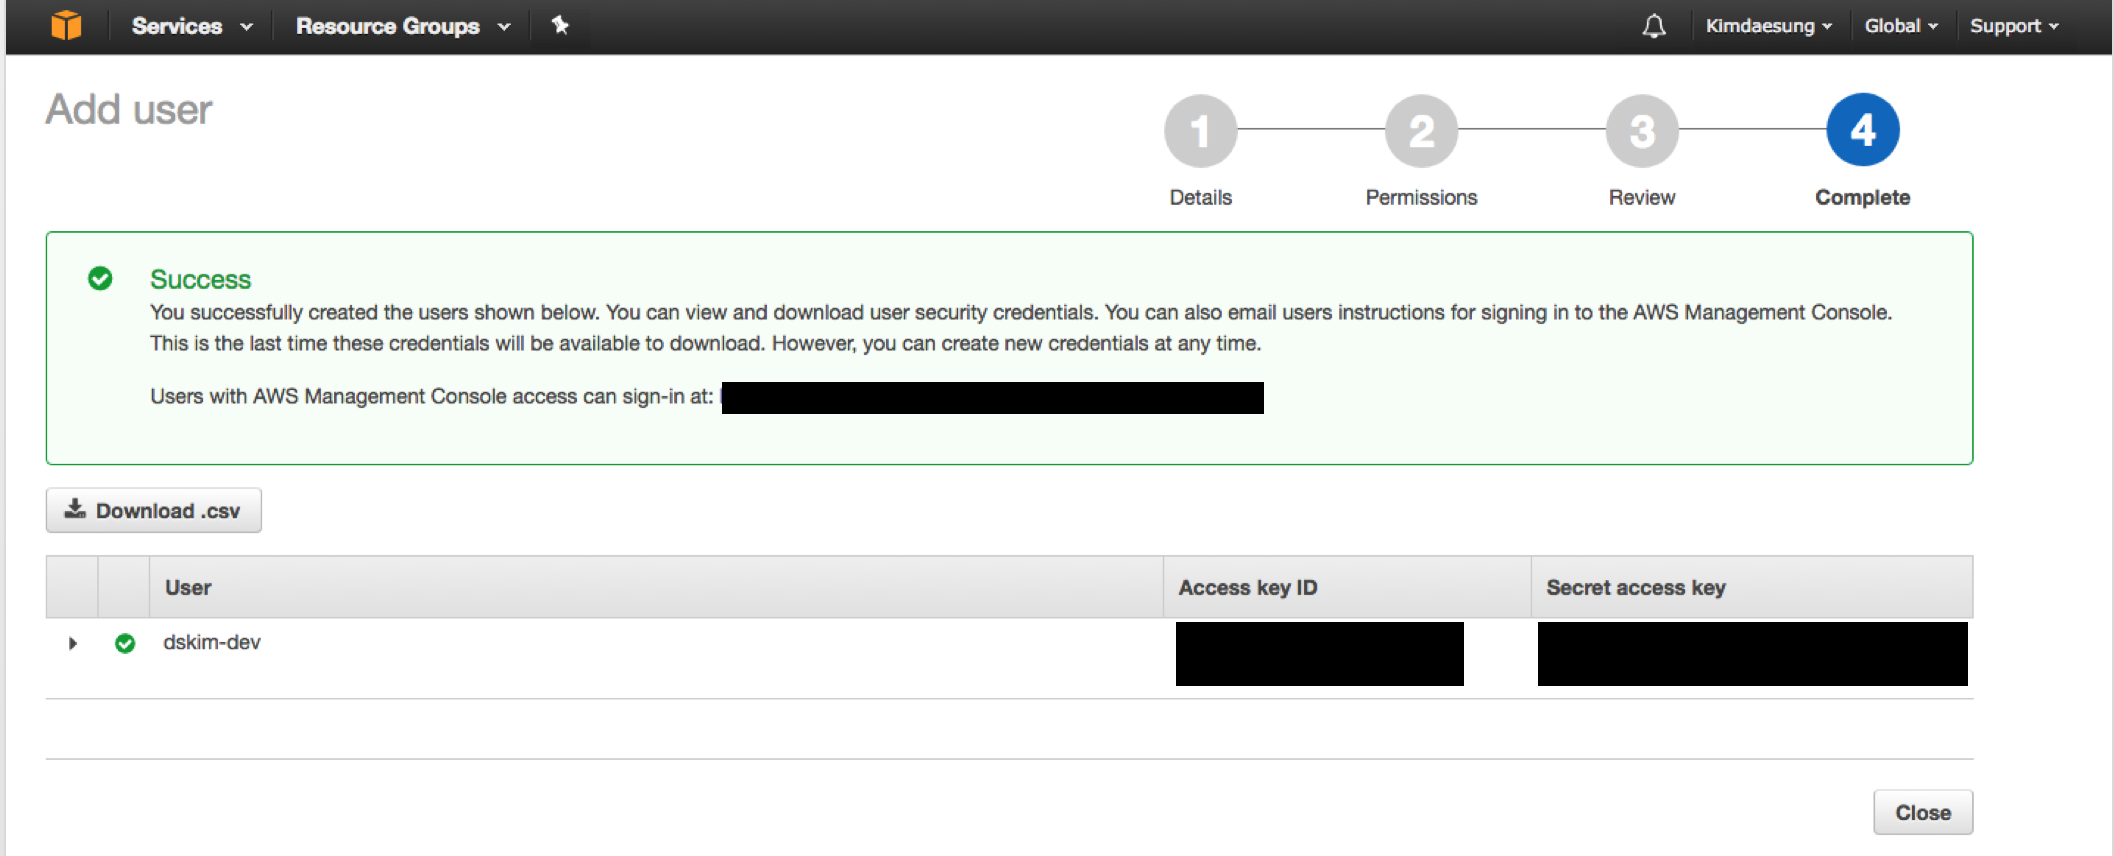 Services Resource Groups Kimdaesung Global Support
Add user
1 2 3 4
Details Permissions Review Complete
Success
You successfully created the users shown below. You can view and download user security credentials. You can also email users instructions for signing in to the AWS Management Console.
This is the last time these credentials will be available to download. However, you can create new credentials at any time.
Users with AWS Management Console access can sign-in at:
Download .csv
User Access key ID Secret access key
dskim-dev
Close